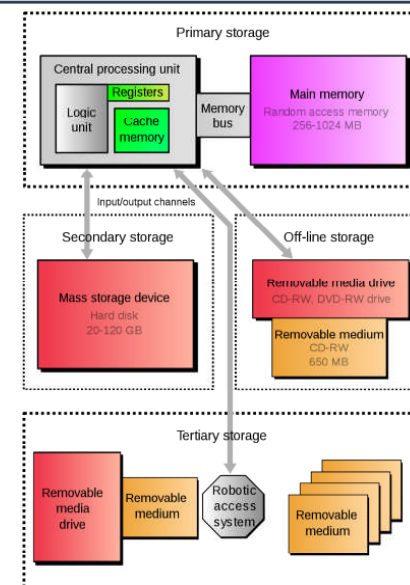 Primary storage
Central processing unit
Registers
Logic
unit
Cache
memory
Memory
bus
Main memory
Random access memory
256-1024 MB
Input/output channels
Secondary storage
Mass storage device
Hard disk
20-120 GB
Off-line storage
Removable media drive
CD-RW, DVD-RW drive
Removable medium
CD-RW
650 MB
Tertiary storage
Removable
media
drive
Removable
medium
Robotic
access
system
Removable
medium